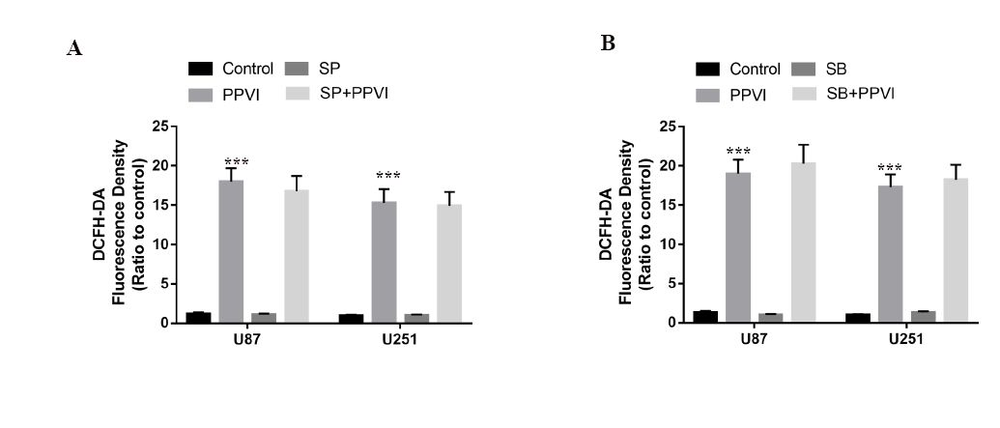 A
Control SP
PPVI SP+PPVI
DCFH-DA
Fluorescence Density
(Ratio to control)
25
20
15
10
5
0
***
***
U87 U251
B
Control SB
PPVI SB+PPVI
DCFH-DA
Fluorescence Density
(Ratio to control)
25
20
15
10
5
0
***
***
U87 U251